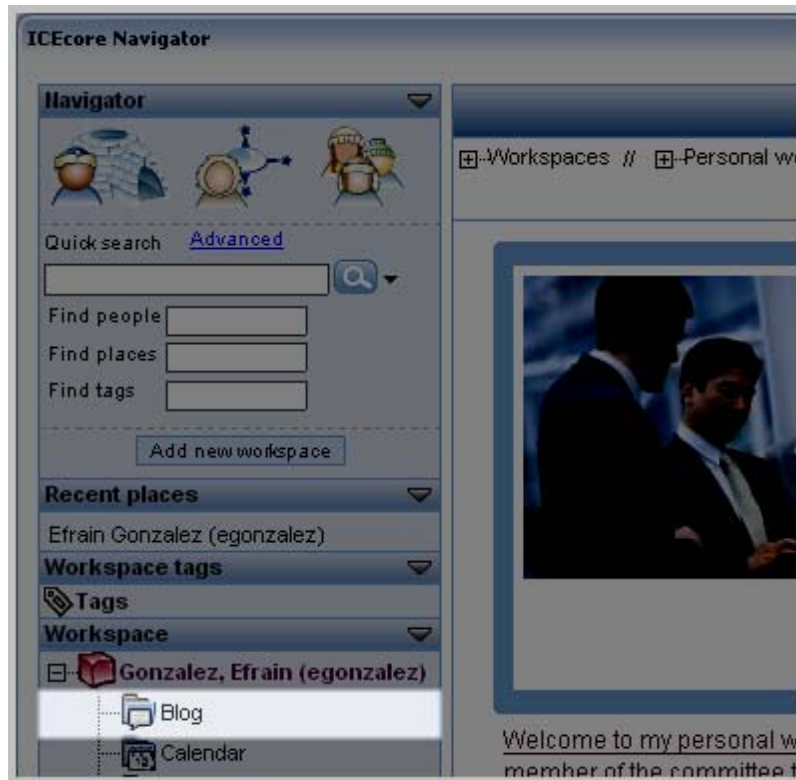 ICEcore Navigator
Navigator
Workspaces // Personal wo
Quick search Advanced
Find people
Find places
Find tags
Add new workspace
Recent places
Efrain Gonzalez (egonzalez)
Workspace tags
Tags
Workspace
Gonzalez, Efrain (egonzalez)
Blog
Calendar
Welcome to my personal w
member of the committee t